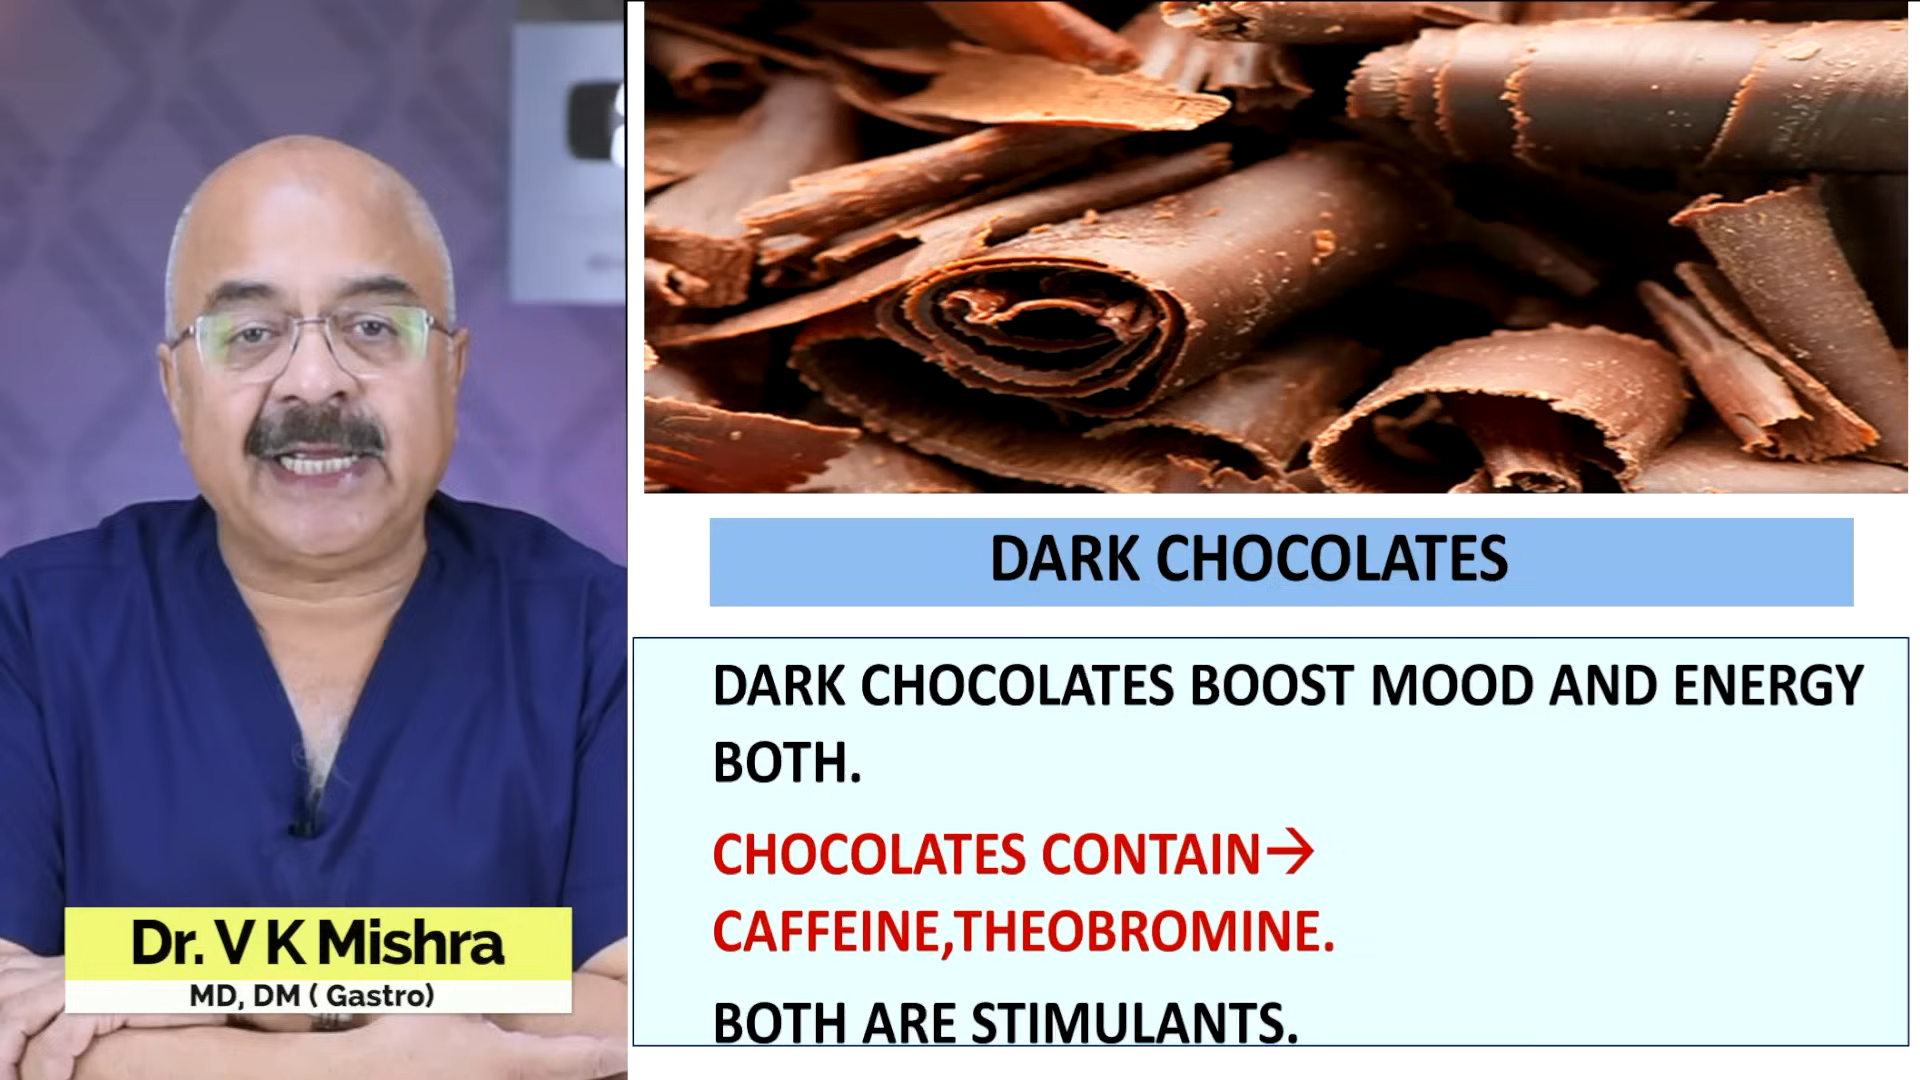 DARK CHOCOLATES
DARK CHOCOLATES BOOST MOOD AND ENERGY
BOTH.
CHOCOLATES CONTAIN→
CAFFEINE,THEOBROMINE.
BOTH ARE STIMULANTS.
Dr. V K Mishra
MD, DM ( Gastro)